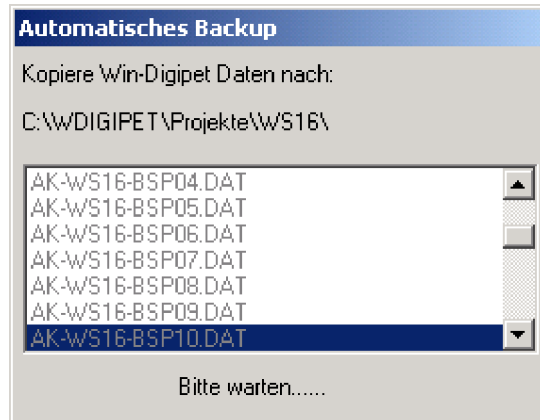 Automatisches Backup
Kopiere Win-Digipet Daten nach:
C:\WDIGIPET\Projekte\WS16\
AK-WS16-BSP04.DAT
AK-WS16-BSP05.DAT
AK-WS16-BSP06.DAT
AK-WS16-BSP07.DAT
AK-WS16-BSP08.DAT
AK-WS16-BSP09.DAT
AK-WS16-BSP10.DAT
Bitte warten......